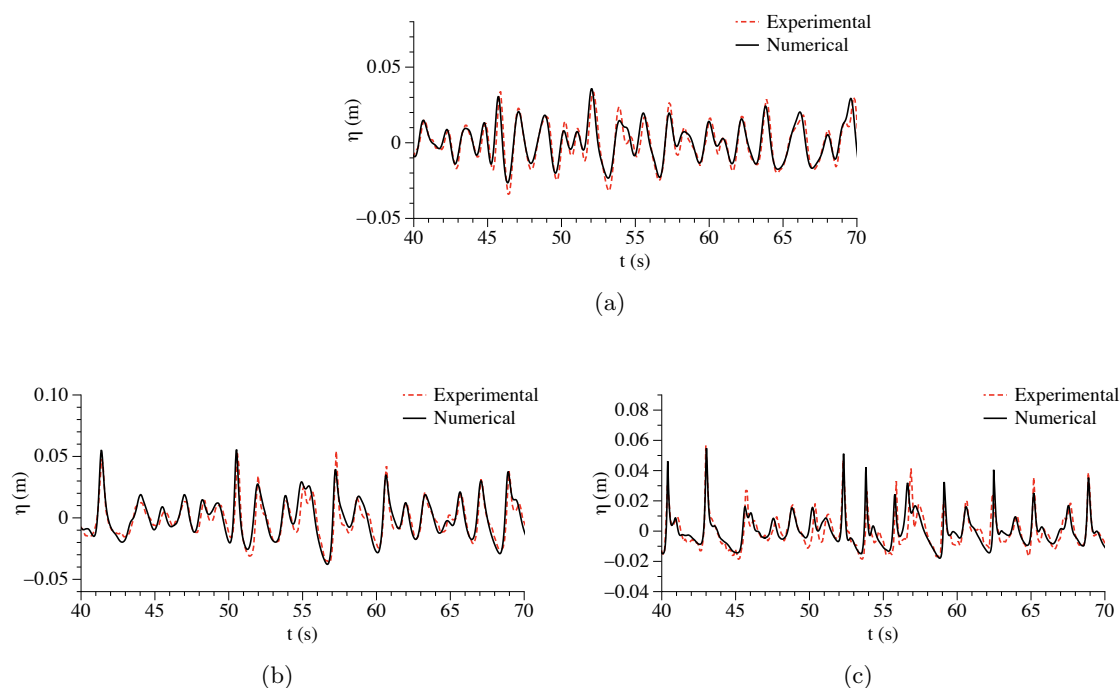 Experimental
Numerical
0.05
0
−0.05
η (m)
40 45 50 55 60 65 70
t (s)
(a)
Experimental
Numerical
0.10
0.05
0
−0.05
η (m)
40 45 50 55 60 65 70
t (s)
(b)
Experimental
Numerical
0.08
0.06
0.04
0.02
0
−0.02
−0.04
η (m)
40 45 50 55 60 65 70
t (s)
(c)